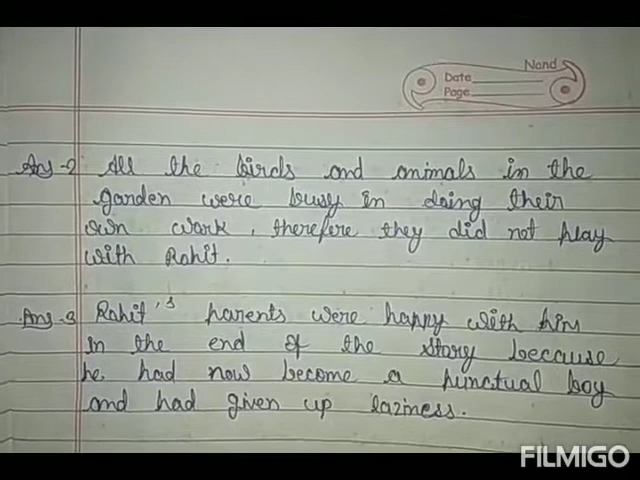 Nand
Date
Page
Ans-2 All the birds and animals in the
garden were busy in doing their
own work, therefore they did not play
with Rohit.
Ans-3 Rohit's parents were happy with him
in the end of the story because
he had now become a punctual boy
and had given up laziness.
FILMIGO